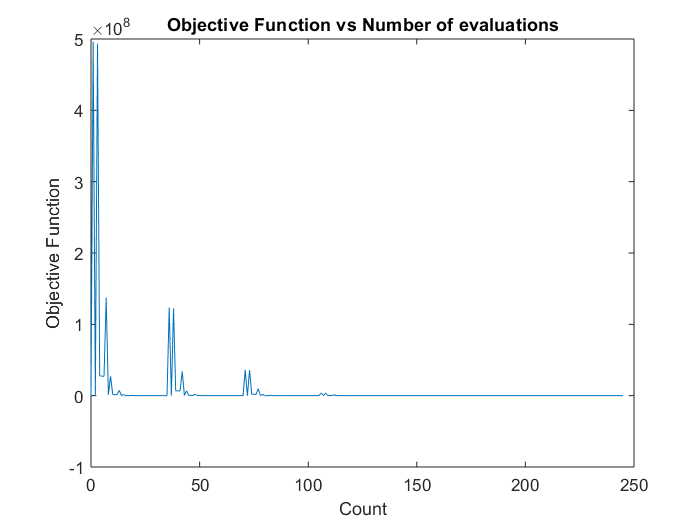 Objective Function vs Number of evaluations
×10^8
5
4
3
2
1
0
-1
Objective Function
0 50 100 150 200 250
Count